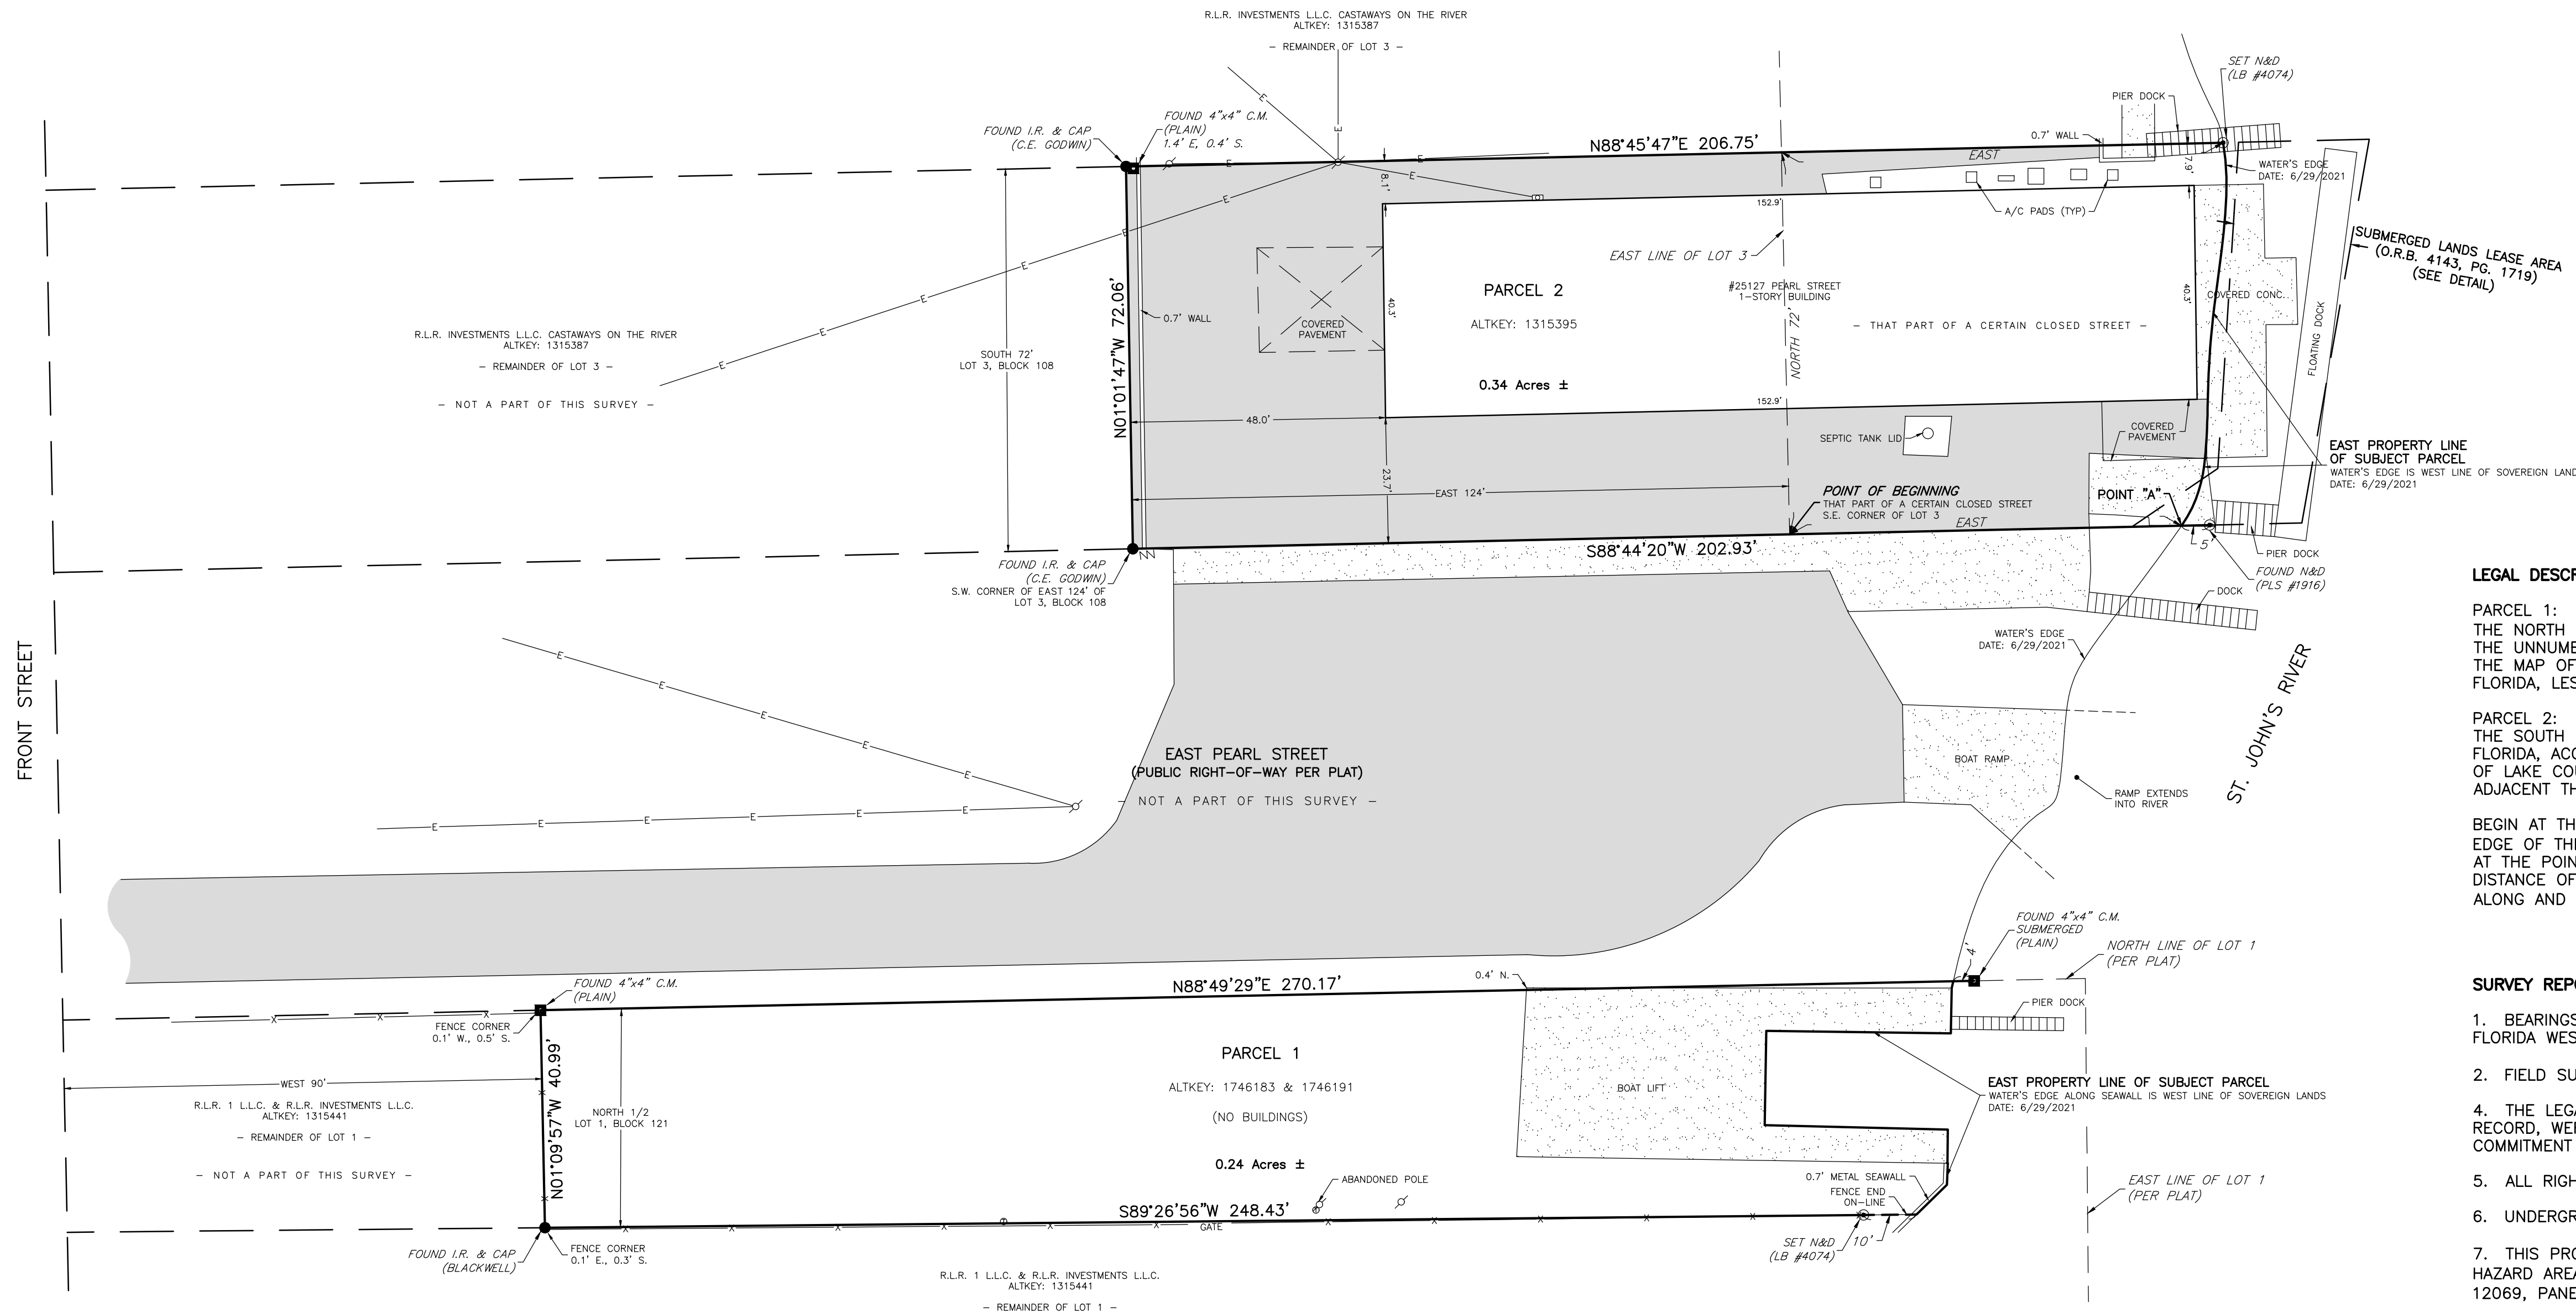 R.L.R. INVESTMENTS L.L.C. CASTAWAYS ON THE RIVER
ALTKEY: 1315387
– REMAINDER OF LOT 3 –
SET N&D
(LB #4074)
PIER DOCK
FOUND 4"x4" C.M.
(PLAIN)
1.4' E, 0.4' S.
FOUND I.R. & CAP
(C.E. GODWIN)
N88°45'47"E 206.75'
0.7' WALL
EAST
7.9'
WATER'S EDGE
DATE: 6/29/2021
8.1'
152.9'
A/C PADS (TYP)
EAST LINE OF LOT 3
SUBMERGED LANDS LEASE AREA
(O.R.B. 4143, PG. 1719)
(SEE DETAIL)
N01°01'47"W 72.06'
0.7' WALL
COVERED
PAVEMENT
40.3'
PARCEL 2
ALTKEY: 1315395
0.34 Acres ±
#25127 PEARL STREET
1–STORY BUILDING
NORTH 72'
– THAT PART OF A CERTAIN CLOSED STREET –
40.3'
COVERED CONC.
FLOATING DOCK
R.L.R. INVESTMENTS L.L.C. CASTAWAYS ON THE RIVER
ALTKEY: 1315387
– REMAINDER OF LOT 3 –
– NOT A PART OF THIS SURVEY –
SOUTH 72'
LOT 3, BLOCK 108
152.9'
48.0'
23.7'
SEPTIC TANK LID
COVERED
PAVEMENT
EAST PROPERTY LINE
OF SUBJECT PARCEL
WATER'S EDGE IS WEST LINE OF SOVEREIGN LAND
DATE: 6/29/2021
EAST 124'
POINT OF BEGINNING
THAT PART OF A CERTAIN CLOSED STREET
S.E. CORNER OF LOT 3
POINT "A"
EAST
S88°44'20"W 202.93'
5'
PIER DOCK
FOUND N&D
(PLS #1916)
DOCK
FOUND I.R. & CAP
(C.E. GODWIN)
S.W. CORNER OF EAST 124' OF
LOT 3, BLOCK 108
WATER'S EDGE
DATE: 6/29/2021
FRONT STREET
ST. JOHN'S RIVER
EAST PEARL STREET
(PUBLIC RIGHT–OF–WAY PER PLAT)
– NOT A PART OF THIS SURVEY –
BOAT RAMP
RAMP EXTENDS
INTO RIVER
FOUND 4"x4" C.M.
SUBMERGED
(PLAIN)
4'
NORTH LINE OF LOT 1
(PER PLAT)
FOUND 4"x4" C.M.
(PLAIN)
N88°49'29"E 270.17'
0.4' N.
PIER DOCK
FENCE CORNER
0.1' W., 0.5' S.
WEST 90'
N01°09'57"W 40.99'
NORTH 1/2
LOT 1, BLOCK 121
R.L.R. 1 L.L.C. & R.L.R. INVESTMENTS L.L.C.
ALTKEY: 1315441
– REMAINDER OF LOT 1 –
– NOT A PART OF THIS SURVEY –
PARCEL 1
ALTKEY: 1746183 & 1746191
(NO BUILDINGS)
0.24 Acres ±
BOAT LIFT
EAST PROPERTY LINE OF SUBJECT PARCEL
WATER'S EDGE ALONG SEAWALL IS WEST LINE OF SOVEREIGN LANDS
DATE: 6/29/2021
ABANDONED POLE
0.7' METAL SEAWALL
FENCE END
ON–LINE
EAST LINE OF LOT 1
(PER PLAT)
S89°26'56"W 248.43'
GATE
FOUND I.R. & CAP
(BLACKWELL)
FENCE CORNER
0.1' E., 0.3' S.
SET N&D
(LB #4074)
10'
R.L.R. 1 L.L.C. & R.L.R. INVESTMENTS L.L.C.
ALTKEY: 1315441
– REMAINDER OF LOT 1 –
LEGAL DESCR
PARCEL 1:
THE NORTH
THE UNNUME
THE MAP OF
FLORIDA, LES
PARCEL 2:
THE SOUTH
FLORIDA, ACC
OF LAKE COU
ADJACENT TH
BEGIN AT TH
EDGE OF TH
AT THE POIN
DISTANCE OF
ALONG AND
SURVEY REPO
1. BEARINGS
FLORIDA WES
2. FIELD SU
4. THE LEGA
RECORD, WER
COMMITMENT
5. ALL RIGH
6. UNDERGR
7. THIS PRO
HAZARD AREA
12069, PANE